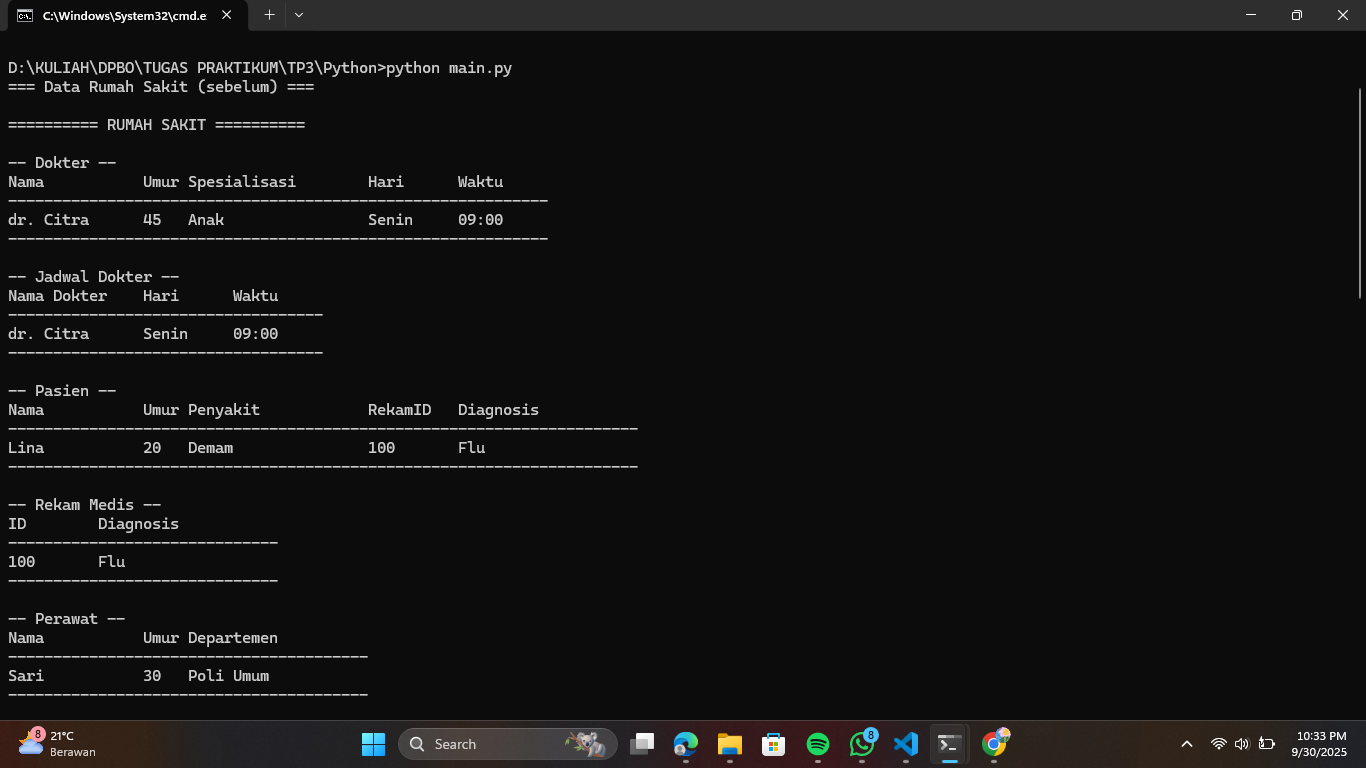 C:\Windows\System32\cmd.e
D:\KULIAH\DPBO\TUGAS PRAKTIKUM\TP3\Python>python main.py
=== Data Rumah Sakit (sebelum) ===
========== RUMAH SAKIT ==========
-- Dokter --
Nama Umur Spesialisasi Hari Waktu
------------------------------------------------------------
dr. Citra 45 Anak Senin 09:00
------------------------------------------------------------
-- Jadwal Dokter --
Nama Dokter Hari Waktu
-----------------------------------
dr. Citra Senin 09:00
-----------------------------------
-- Pasien --
Nama Umur Penyakit RekamID Diagnosis
----------------------------------------------------------------------
Lina 20 Demam 100 Flu
----------------------------------------------------------------------
-- Rekam Medis --
ID Diagnosis
------------------------------
100 Flu
------------------------------
-- Perawat --
Nama Umur Departemen
----------------------------------------
Sari 30 Poli Umum
----------------------------------------
8
21°C
Berawan
Search
8
10:33 PM
9/30/2025